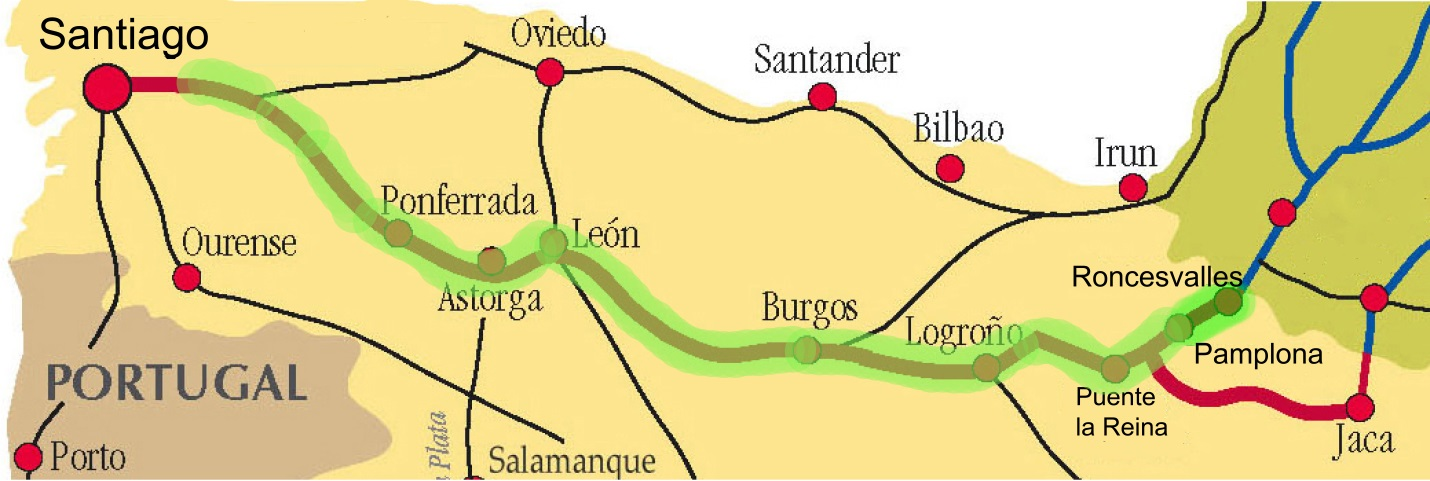 Santiago
Oviedo
Santander
Bilbao
Irun
Ponferrada
León
Ourense
Astorga
Roncesvalles
Burgos
Logroño
Pamplona
PORTUGAL
Puente
la Reina
Jaca
Porto
Plata
Salamanque